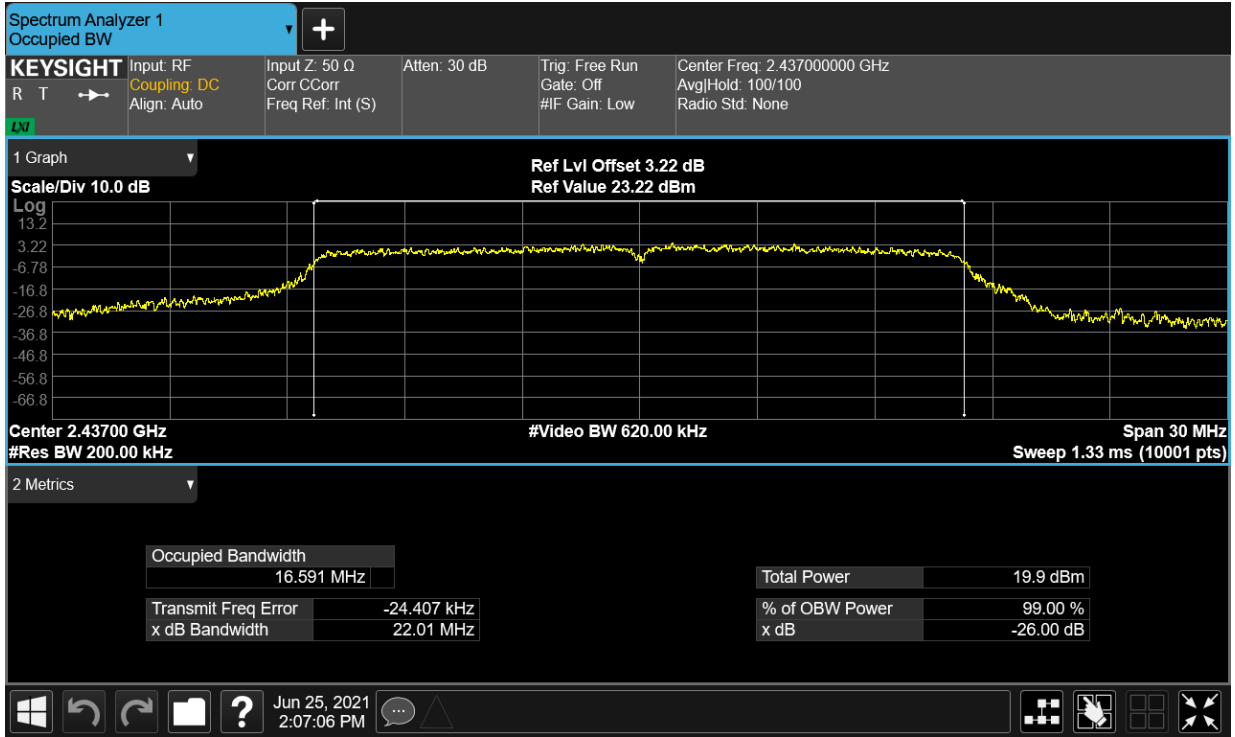 Spectrum Analyzer 1
Occupied BW
KEYSIGHT
R T
LXI
Input: RF
Coupling: DC
Align: Auto
Input Z: 50 Ω
Corr CCorr
Freq Ref: Int (S)
Atten: 30 dB
Trig: Free Run
Gate: Off
#IF Gain: Low
Center Freq: 2.437000000 GHz
Avg|Hold: 100/100
Radio Std: None
1 Graph
Scale/Div 10.0 dB
Ref Lvl Offset 3.22 dB
Ref Value 23.22 dBm
Log
13.2
3.22
-6.78
-16.8
-26.8
-36.8
-46.8
-56.8
-66.8
Center 2.43700 GHz
#Res BW 200.00 kHz
#Video BW 620.00 kHz
Span 30 MHz
Sweep 1.33 ms (10001 pts)
2 Metrics
Occupied Bandwidth
16.591 MHz
Transmit Freq Error -24.407 kHz
x dB Bandwidth 22.01 MHz
Total Power 19.9 dBm
% of OBW Power 99.00 %
x dB -26.00 dB
?
Jun 25, 2021
2:07:06 PM